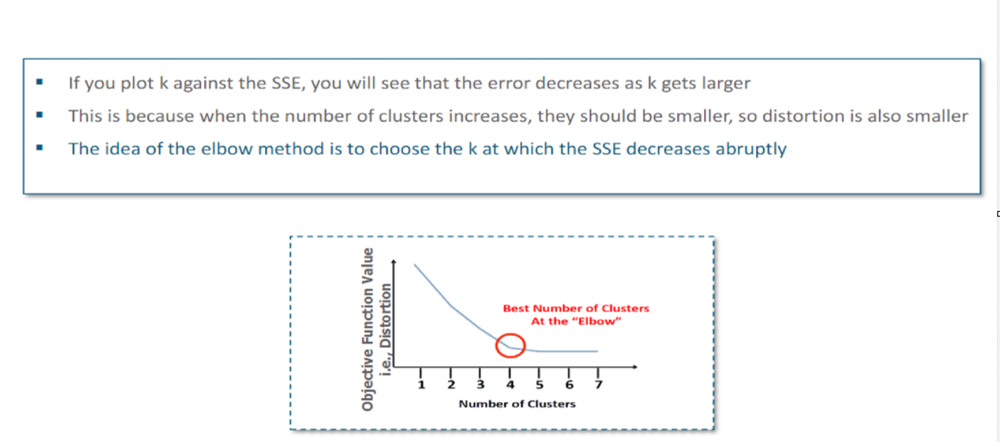 If you plot k against the SSE, you will see that the error decreases as k gets larger
This is because when the number of clusters increases, they should be smaller, so distortion is also smaller
The idea of the elbow method is to choose the k at which the SSE decreases abruptly
Objective Function Value
i.e., Distortion
Best Number of Clusters
At the “Elbow”
1 2 3 4 5 6 7
Number of Clusters